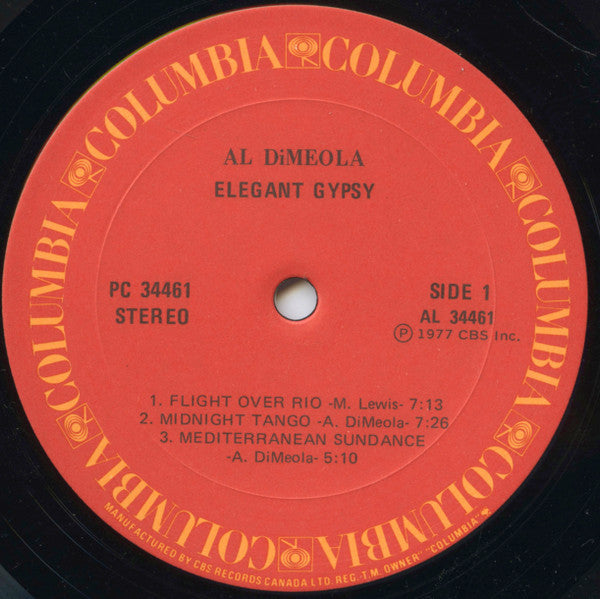 COLUMBIA COLUMBIA COLUMBIA COLUMBIA COLUMBIA COLUMBIA
AL DiMEOLA
ELEGANT GYPSY
PC 34461
STEREO
SIDE 1
AL 34461
Ⓟ 1977 CBS Inc.
1. FLIGHT OVER RIO -M. Lewis- 7:13
2. MIDNIGHT TANGO -A. DiMeola- 7:26
3. MEDITERRANEAN SUNDANCE
-A. DiMeola- 5:10
MANUFACTURED BY CBS RECORDS CANADA LTD. REG. T.M. OWNER "COLUMBIA"